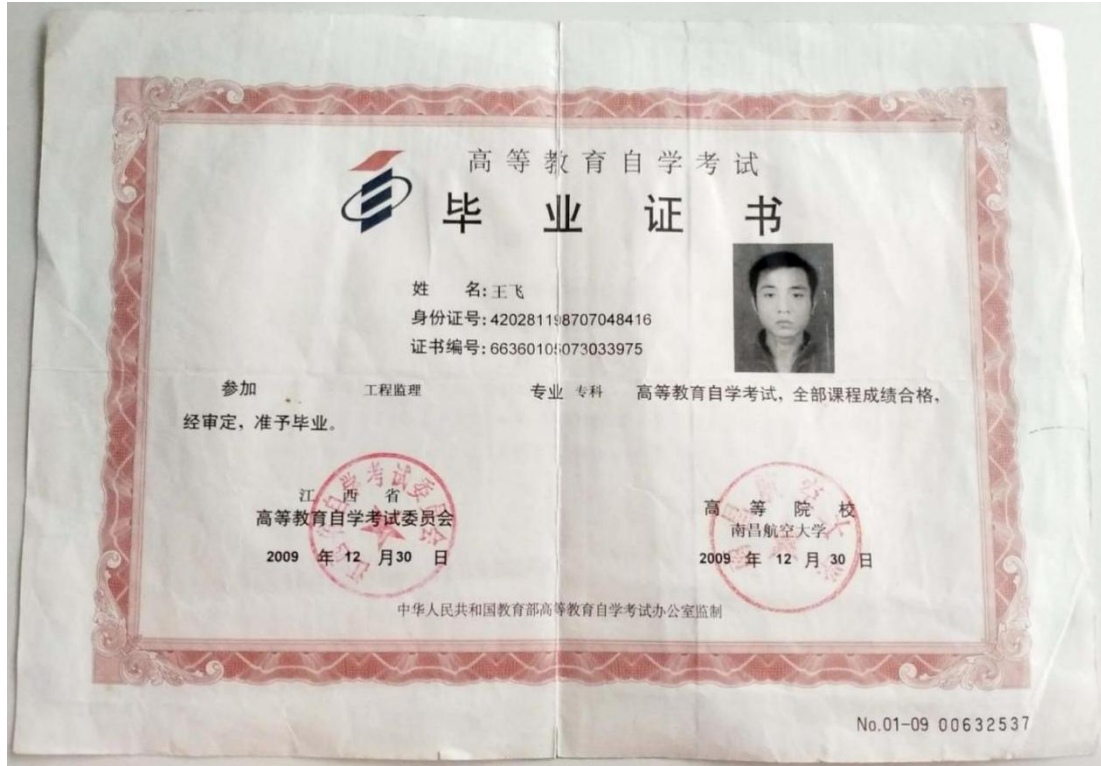 高等教育自学考试
毕业证书
姓 名:王飞
身份证号:420281198707048416
证书编号:66360105073033975
参加 工程监理 专业 专科 高等教育自学考试，全部课程成绩合格，
经审定，准予毕业。
江西省
高等教育自学考试委员会
2009 年 12 月 30 日
高等院校
南昌航空大学
2009 年 12 月 30 日
中华人民共和国教育部高等教育自学考试办公室监制
No.01-09 00632537